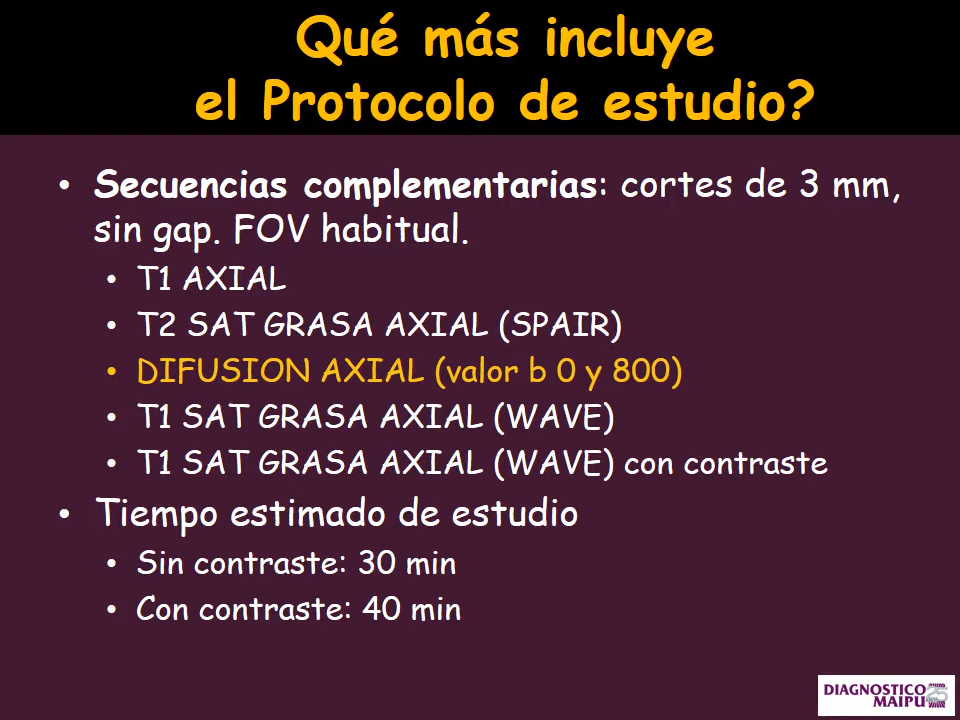 Qué más incluye
el Protocolo de estudio?
• Secuencias complementarias: cortes de 3 mm,
sin gap. FOV habitual.
• T1 AXIAL
• T2 SAT GRASA AXIAL (SPAIR)
• DIFUSION AXIAL (valor b 0 y 800)
• T1 SAT GRASA AXIAL (WAVE)
• T1 SAT GRASA AXIAL (WAVE) con contraste
• Tiempo estimado de estudio
• Sin contraste: 30 min
• Con contraste: 40 min
DIAGNOSTICO
MAIPU 25